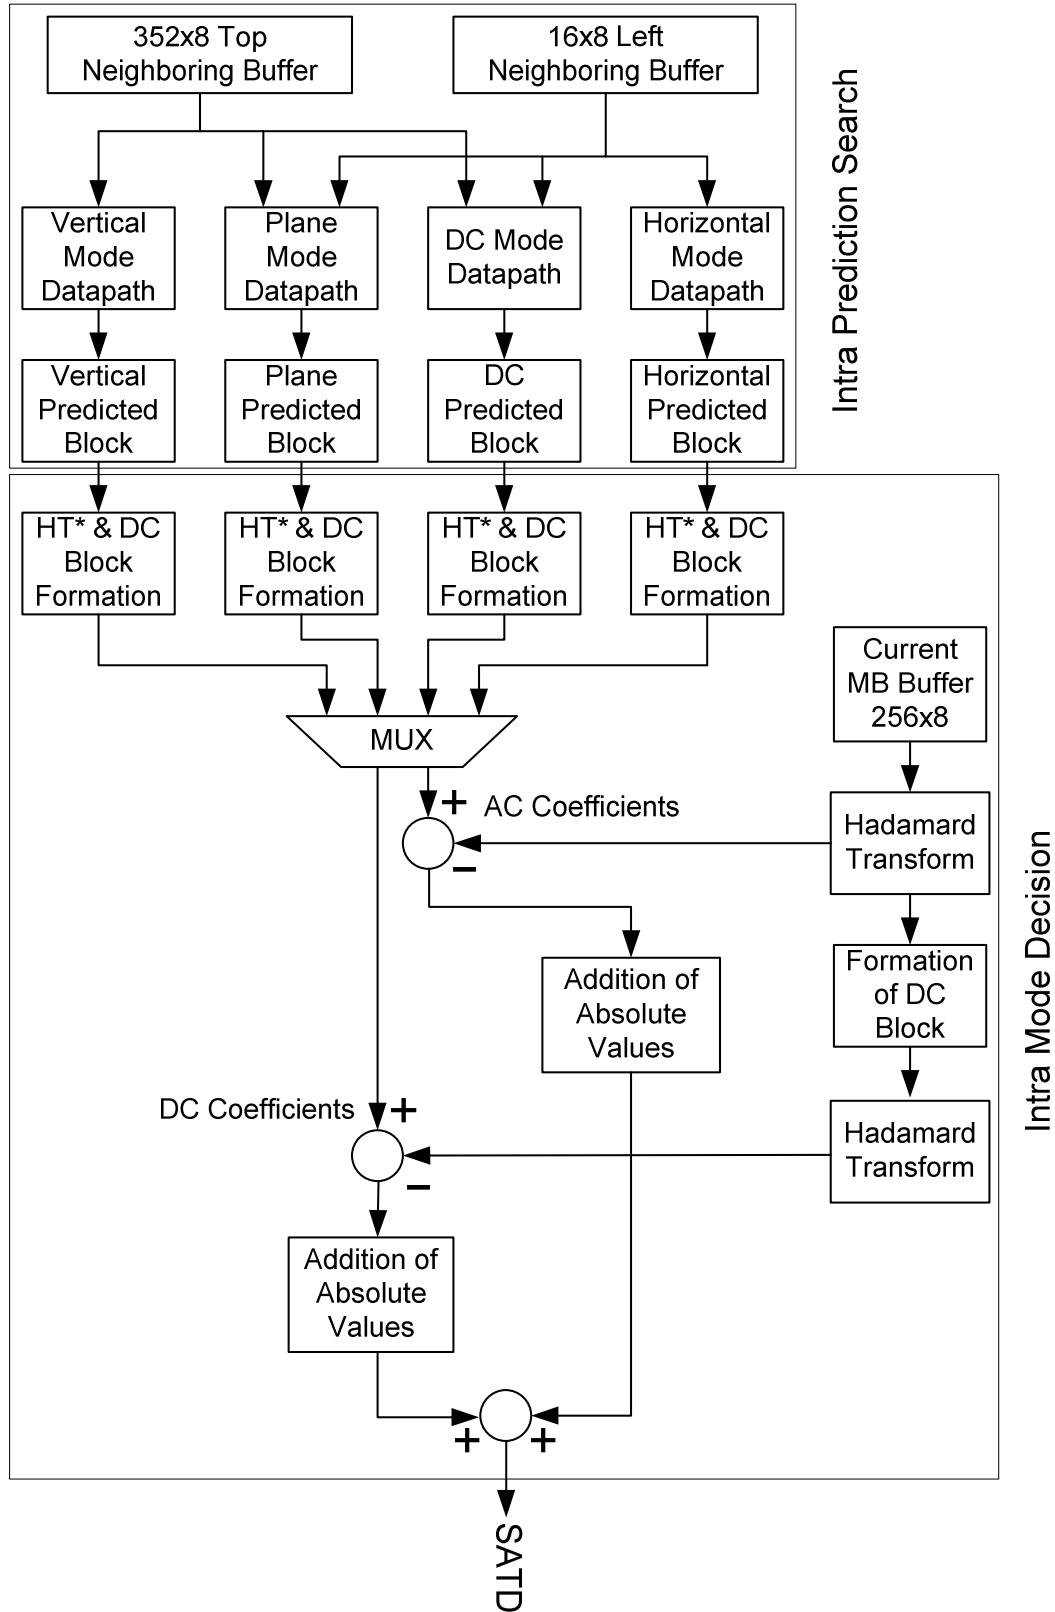 352x8 Top
Neighboring Buffer
16x8 Left
Neighboring Buffer
Intra Prediction Search
Vertical
Mode
Datapath
Plane
Mode
Datapath
DC Mode
Datapath
Horizontal
Mode
Datapath
Vertical
Predicted
Block
Plane
Predicted
Block
DC
Predicted
Block
Horizontal
Predicted
Block
HT* & DC
Block
Formation
HT* & DC
Block
Formation
HT* & DC
Block
Formation
HT* & DC
Block
Formation
Current
MB Buffer
256x8
MUX
+
AC Coefficients
−
Hadamard
Transform
Intra Mode Decision
Addition of
Absolute
Values
Formation
of DC
Block
DC Coefficients
+
−
Hadamard
Transform
Addition of
Absolute
Values
+
+
SATD